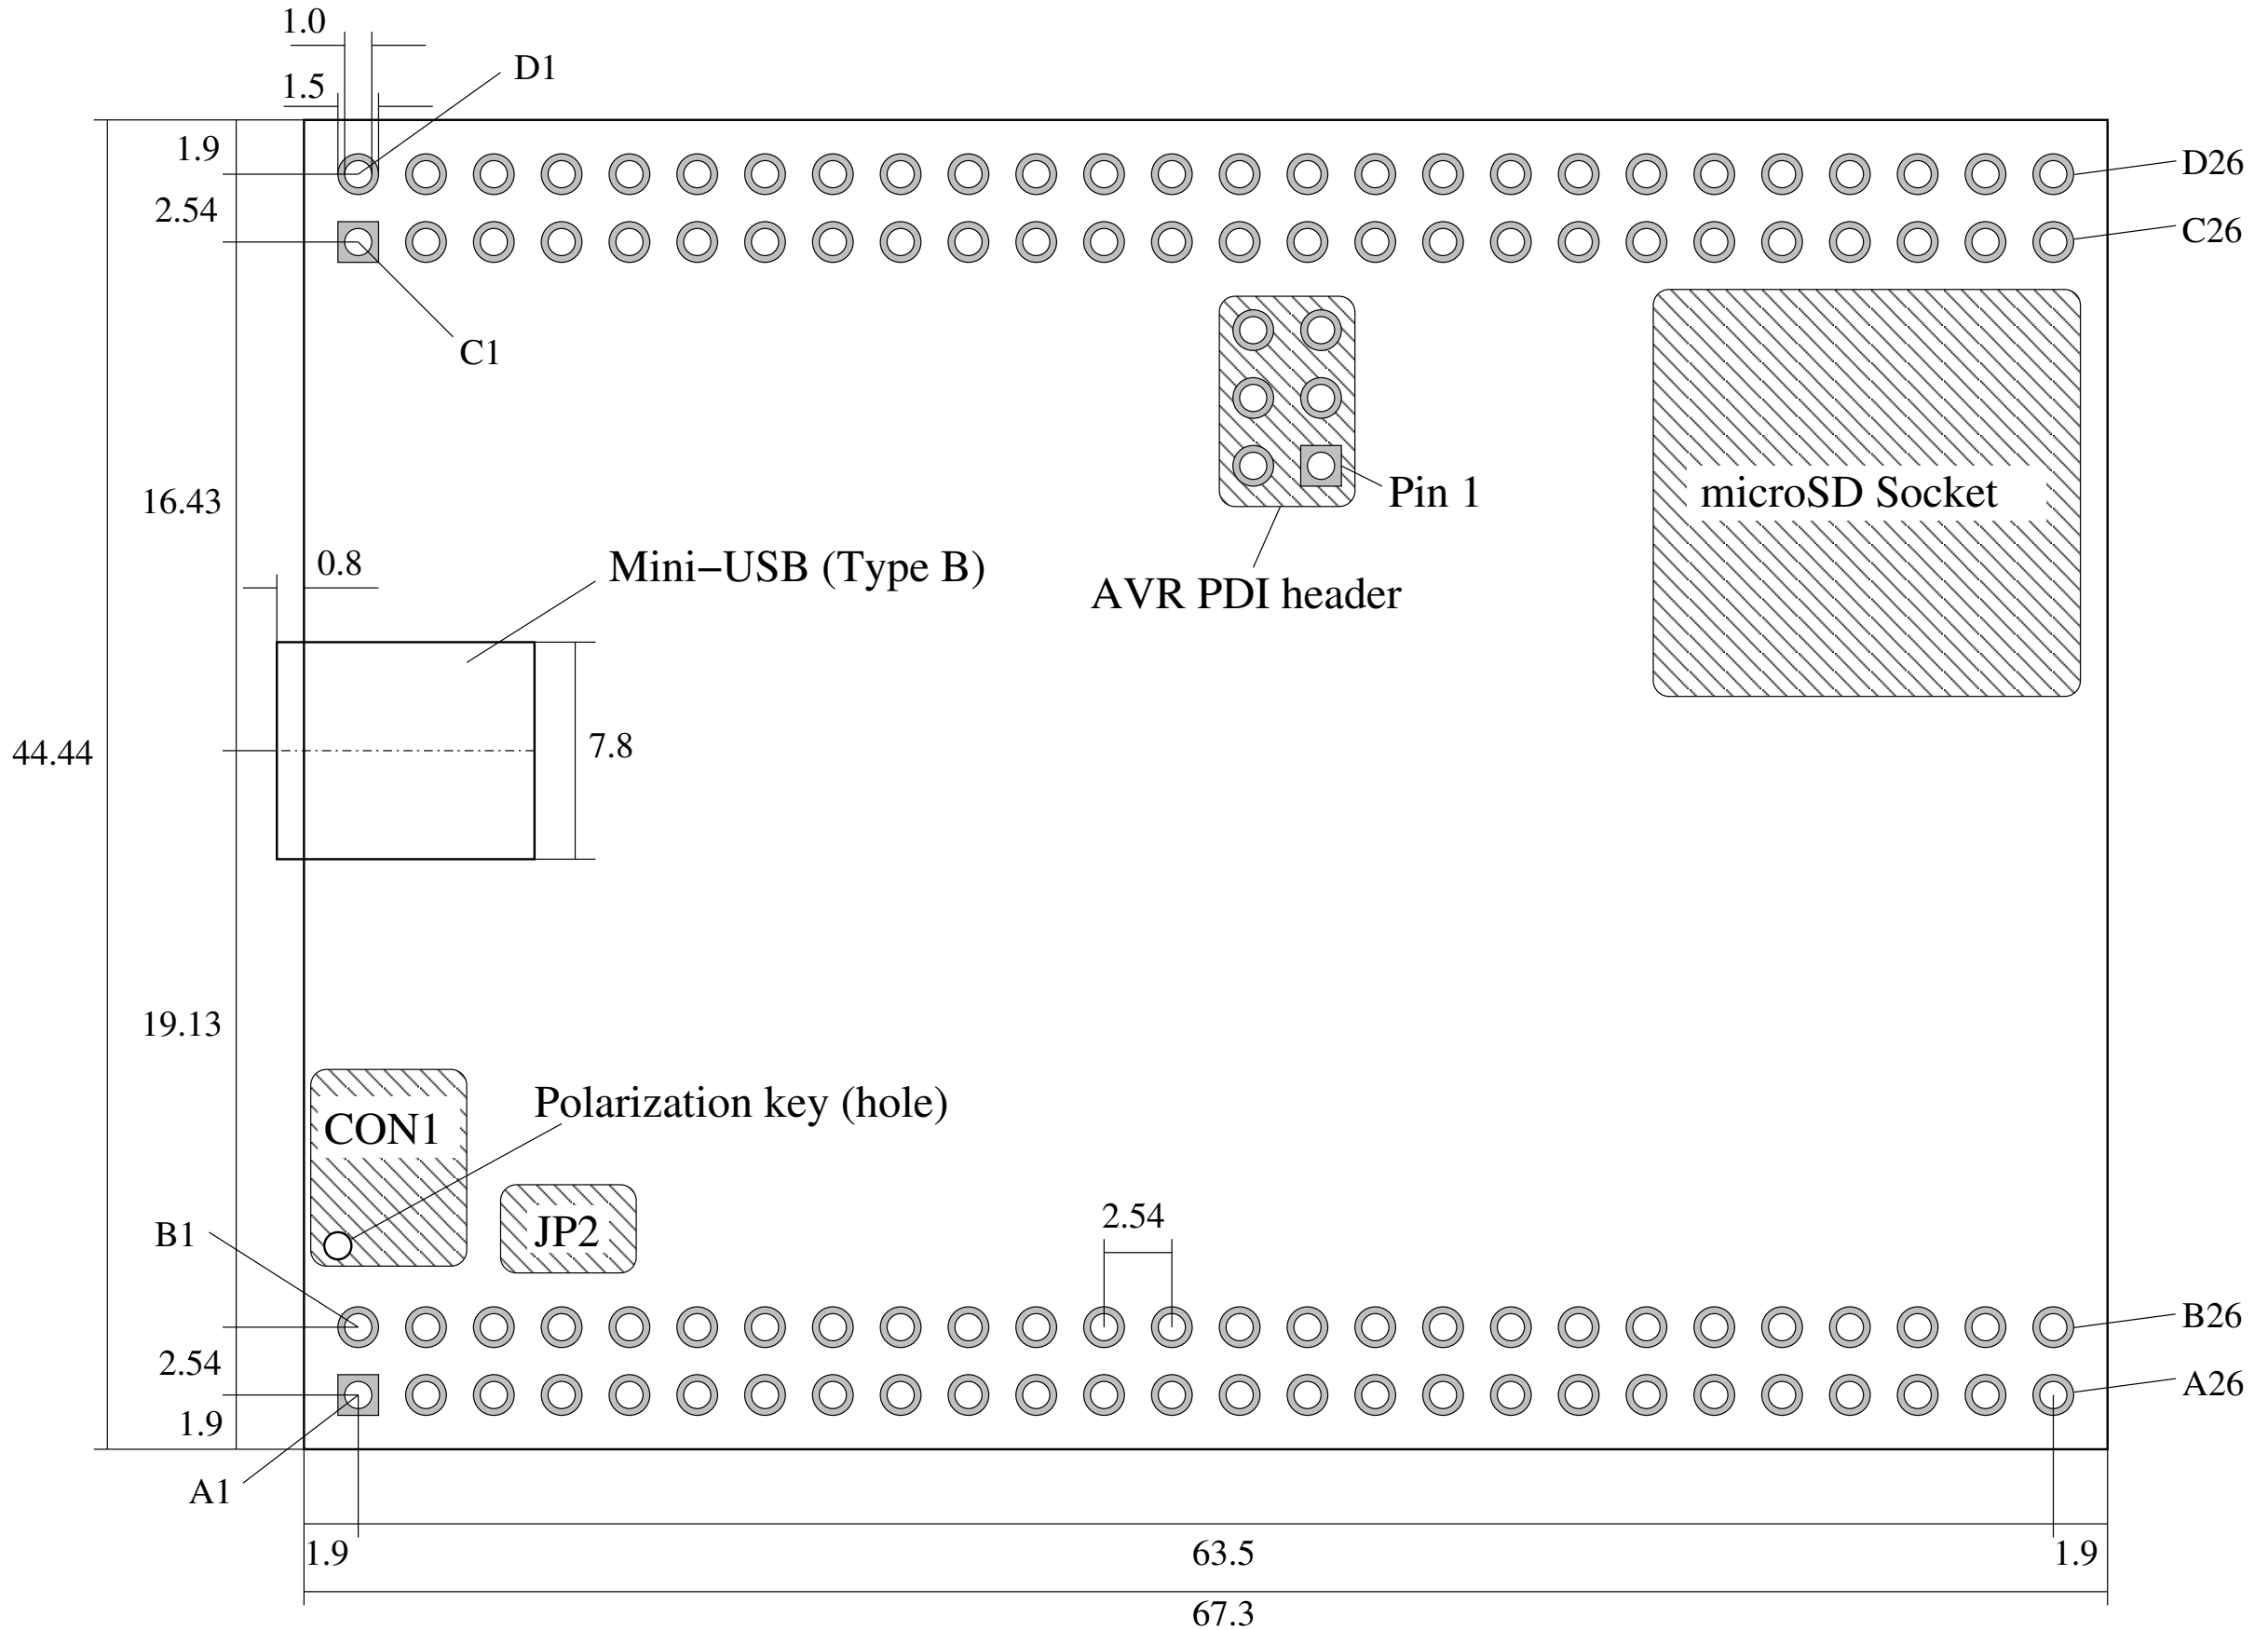 1.0
D1
1.5
1.9
D26
2.54
C26
C1
16.43
Pin 1
microSD Socket
0.8
Mini–USB (Type B)
AVR PDI header
44.44
7.8
19.13
Polarization key (hole)
CON1
2.54
B1
JP2
B26
2.54
A26
1.9
A1
1.9
63.5
1.9
67.3